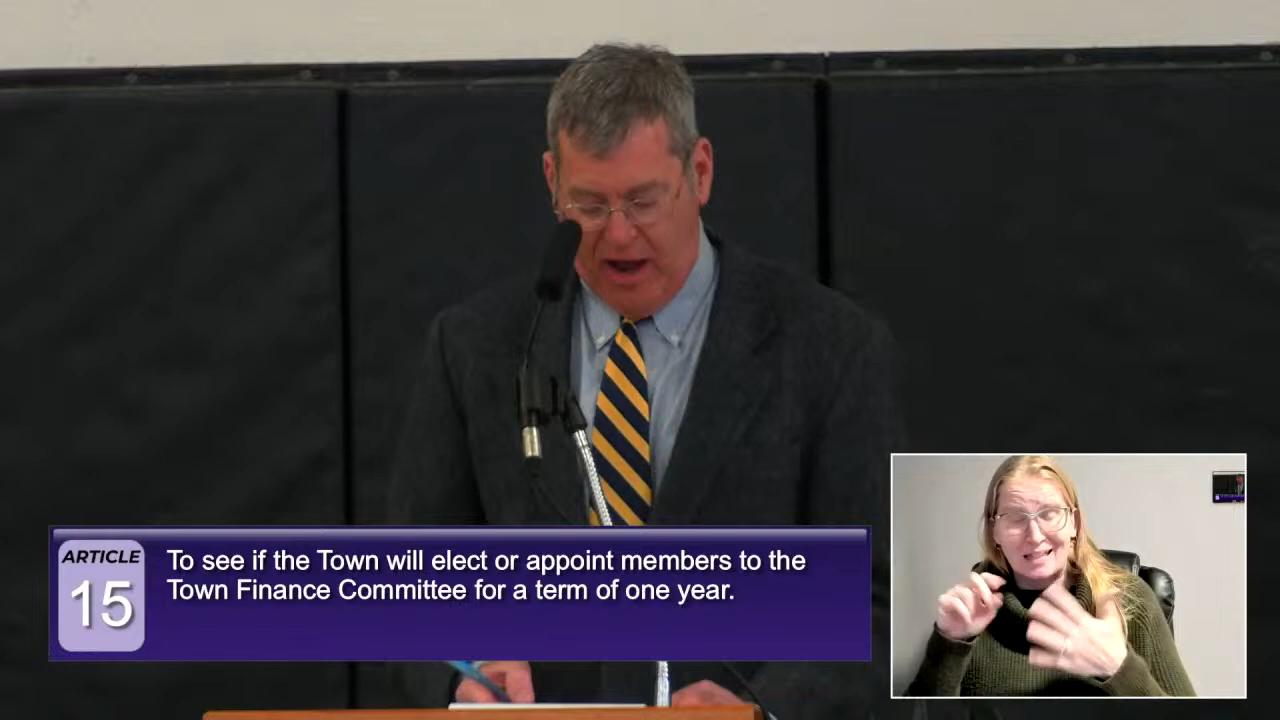 ARTICLE
15
To see if the Town will elect or appoint members to the
Town Finance Committee for a term of one year.